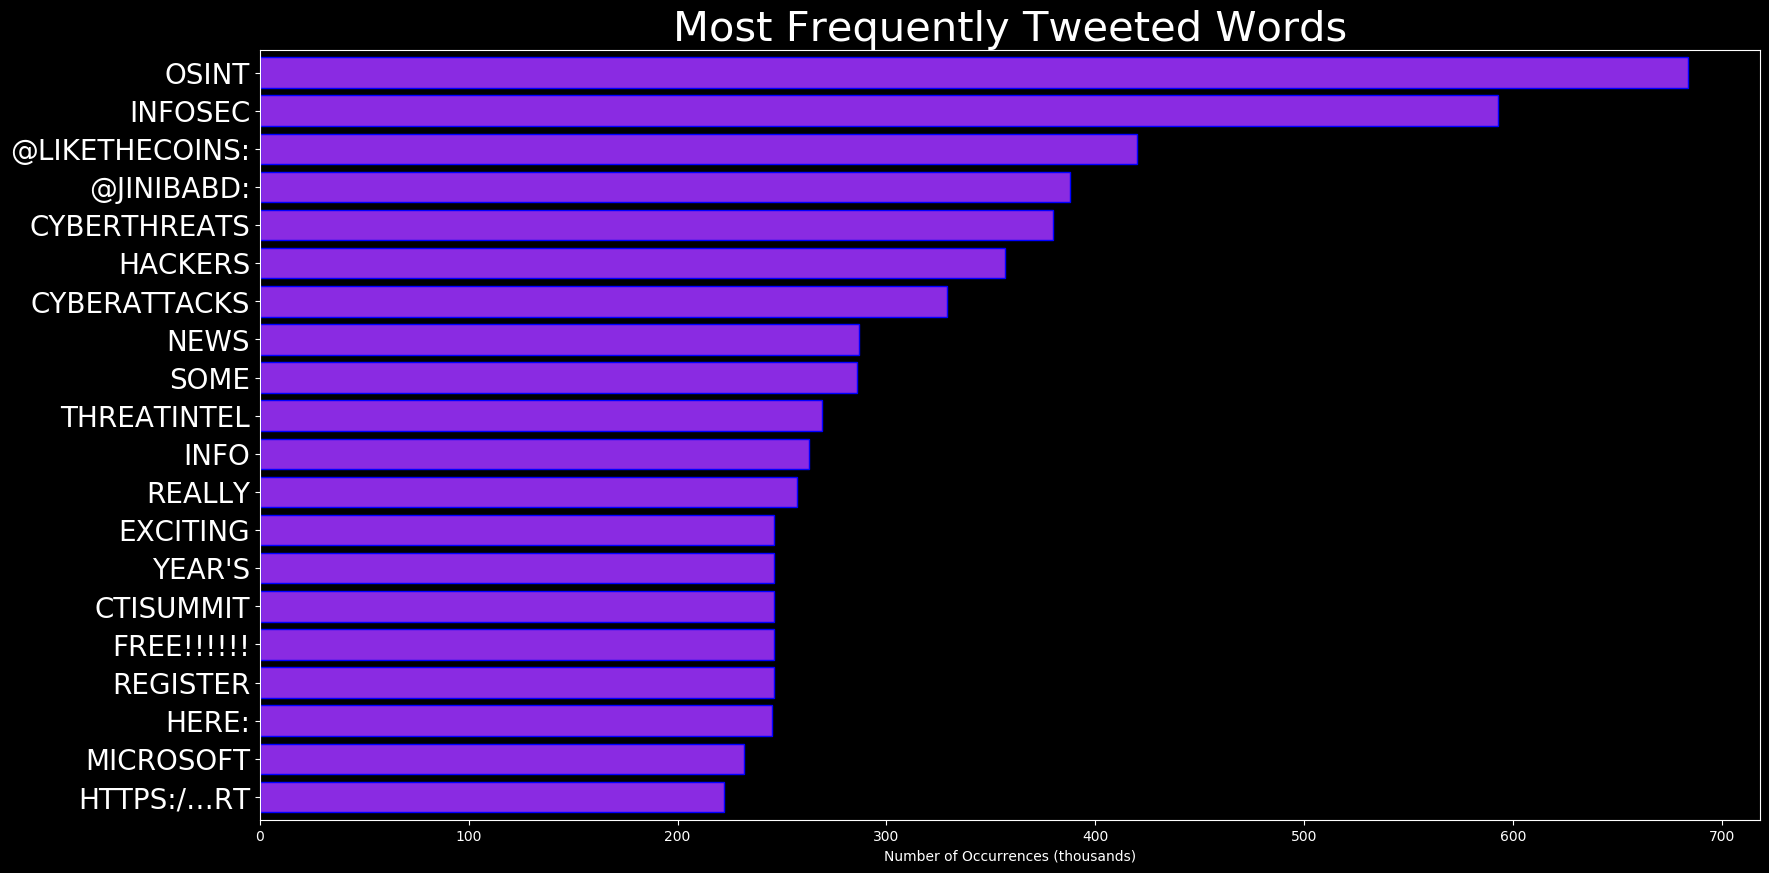 Most Frequently Tweeted Words
OSINT
INFOSEC
@LIKETHECOINS:
@JINIBABD:
CYBERTHREATS
HACKERS
CYBERATTACKS
NEWS
SOME
THREATINTEL
INFO
REALLY
EXCITING
YEAR'S
CTISUMMIT
FREE!!!!!!
REGISTER
HERE:
MICROSOFT
HTTPS:/…RT
0 100 200 300 400 500 600 700
Number of Occurrences (thousands)